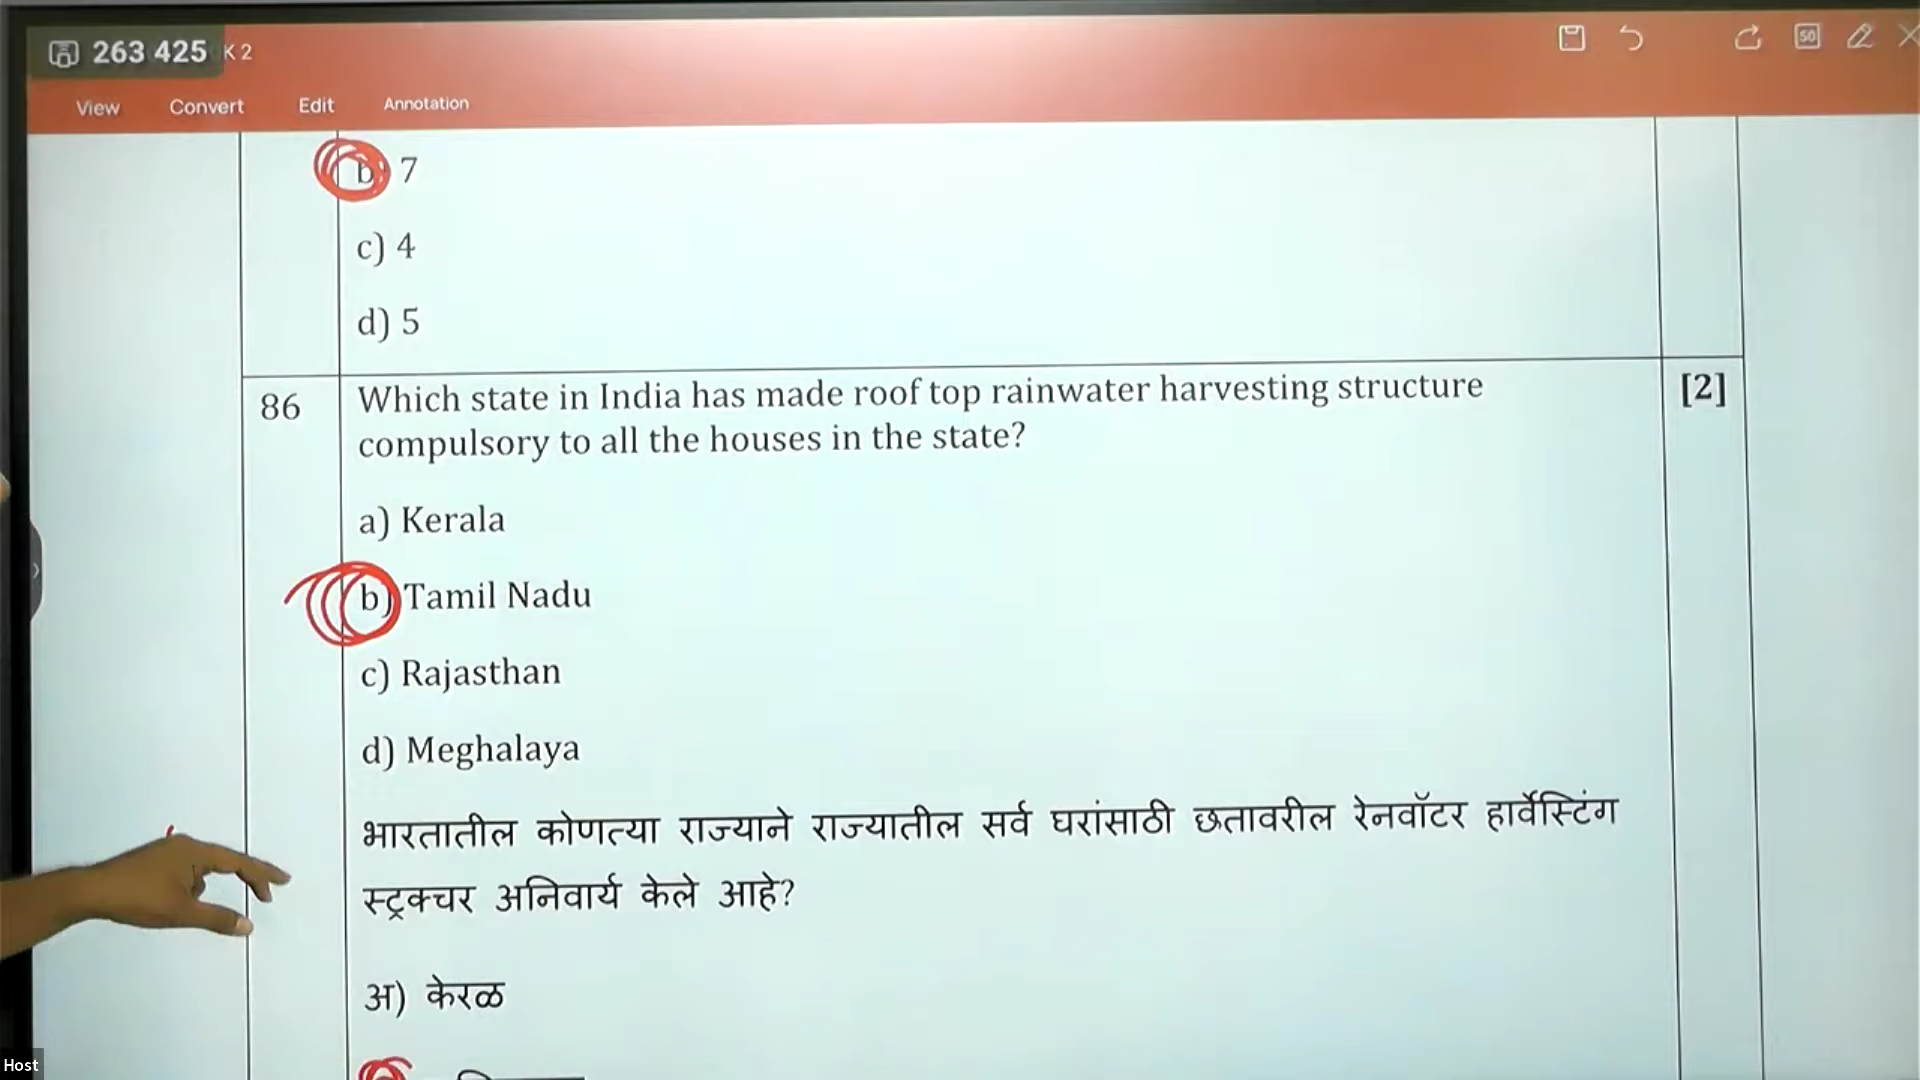 263 425 K 2
View Convert Edit Annotation
b) 7
c) 4
d) 5
86 Which state in India has made roof top rainwater harvesting structure [2]
compulsory to all the houses in the state?
a) Kerala
b) Tamil Nadu
c) Rajasthan
d) Meghalaya
भारतातील कोणत्या राज्याने राज्यातील सर्व घरांसाठी छतावरील रेनवॉटर हार्वेस्टिंग
स्ट्रक्चर अनिवार्य केले आहे?
अ) केरळ
Host